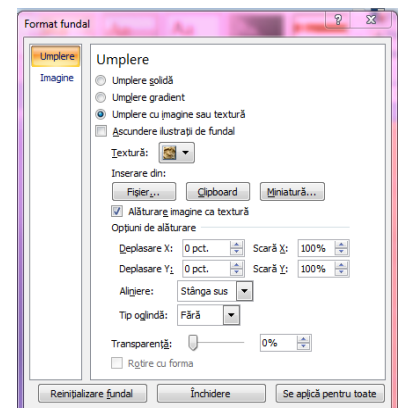 Format fundal
Umplere
Imagine
Umplere
Umplere solidă
Umplere gradient
Umplere cu imagine sau textură
Ascundere ilustrații de fundal
Textură:
Inserare din:
Fișier... Clipboard Miniatură...
Alăturare imagine ca textură
Opțiuni de alăturare
Deplasare X: 0 pct. Scară X: 100%
Deplasare Y: 0 pct. Scară Y: 100%
Aliniere: Stânga sus
Tip oglindă: Fără
Transparență: 0%
Rotire cu forma
Reinițializare fundal Închidere Se aplică pentru toate